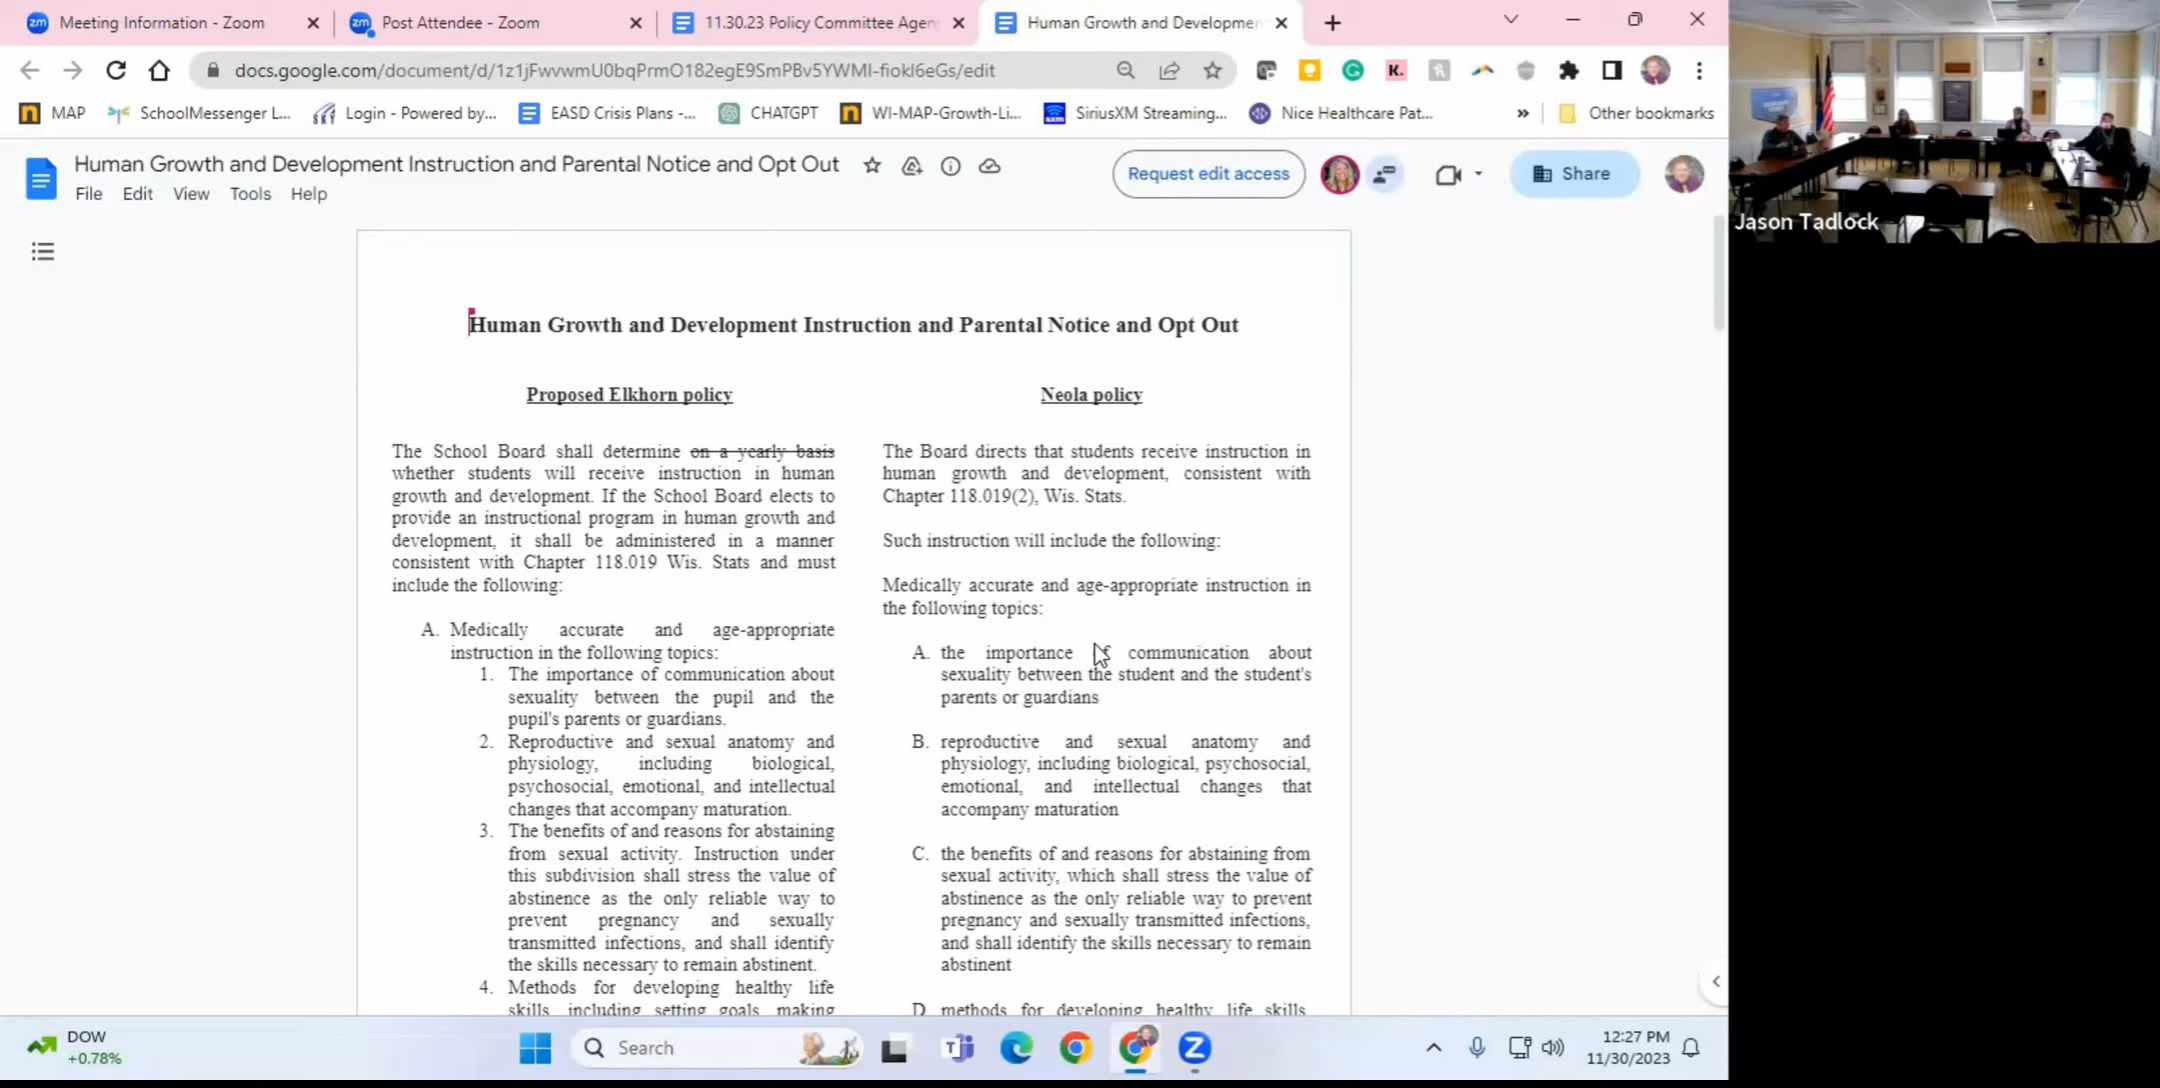 Meeting Information - Zoom
Post Attendee - Zoom
11.30.23 Policy Committee Agen
Human Growth and Developmen
docs.google.com/document/d/1z1jFwvwmU0bqPrmO182egE9SmPBv5YWMI-fiokI6eGs/edit
MAP
SchoolMessenger L...
Login - Powered by...
EASD Crisis Plans -...
CHATGPT
WI-MAP-Growth-Li...
SiriusXM Streaming...
Nice Healthcare Pat...
Other bookmarks
Human Growth and Development Instruction and Parental Notice and Opt Out
File Edit View Tools Help
Request edit access
Share
Jason Tadlock
Human Growth and Development Instruction and Parental Notice and Opt Out
Proposed Elkhorn policy
The School Board shall determine on a yearly basis
whether students will receive instruction in human
growth and development. If the School Board elects to
provide an instructional program in human growth and
development, it shall be administered in a manner
consistent with Chapter 118.019 Wis. Stats and must
include the following:
A. Medically accurate and age-appropriate
instruction in the following topics:
1. The importance of communication about
sexuality between the pupil and the
pupil's parents or guardians.
2. Reproductive and sexual anatomy and
physiology, including biological,
psychosocial, emotional, and intellectual
changes that accompany maturation.
3. The benefits of and reasons for abstaining
from sexual activity. Instruction under
this subdivision shall stress the value of
abstinence as the only reliable way to
prevent pregnancy and sexually
transmitted infections, and shall identify
the skills necessary to remain abstinent.
4. Methods for developing healthy life
skills, including setting goals, making
Neola policy
The Board directs that students receive instruction in
human growth and development, consistent with
Chapter 118.019(2), Wis. Stats.
Such instruction will include the following:
Medically accurate and age-appropriate instruction in
the following topics:
A. the importance of communication about
sexuality between the student and the student's
parents or guardians
B. reproductive and sexual anatomy and
physiology, including biological, psychosocial,
emotional, and intellectual changes that
accompany maturation
C. the benefits of and reasons for abstaining from
sexual activity, which shall stress the value of
abstinence as the only reliable way to prevent
pregnancy and sexually transmitted infections,
and shall identify the skills necessary to remain
abstinent
D. methods for developing healthy life skills,
DOW
+0.78%
Search
12:27 PM
11/30/2023